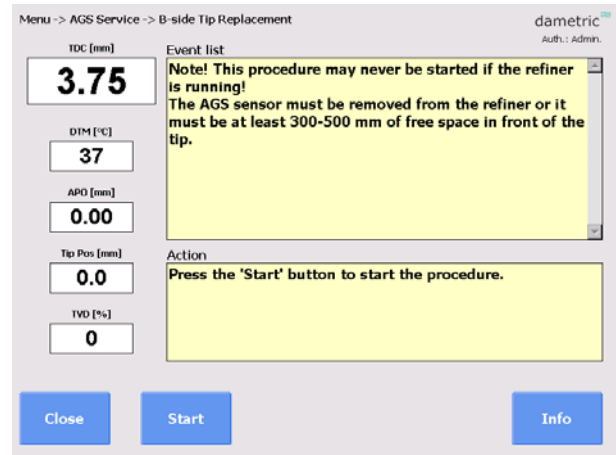 Menu -> AGS Service -> B-side Tip Replacement
dametric
Auth.: Admin.
TDC [mm]
3.75
DTM [°C]
37
APO [mm]
0.00
Tip Pos [mm]
0.0
TVD [%]
0
Event list
Note! This procedure may never be started if the refiner
is running!
The AGS sensor must be removed from the refiner or it
must be at least 300-500 mm of free space in front of the
tip.
Action
Press the 'Start' button to start the procedure.
Close
Start
Info